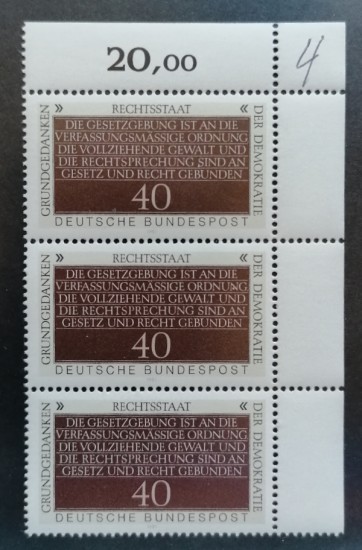 20,00 4
» RECHTSSTAAT «
GRUNDGEDANKEN
DIE GESETZGEBUNG IST AN DIE
VERFASSUNGSMÄSSIGE ORDNUNG
DIE VOLLZIEHENDE GEWALT UND
DIE RECHTSPRECHUNG SIND AN
GESETZ UND RECHT GEBUNDEN
40
DER DEMOKRATIE
DEUTSCHE BUNDESPOST
» RECHTSSTAAT «
GRUNDGEDANKEN
DIE GESETZGEBUNG IST AN DIE
VERFASSUNGSMÄSSIGE ORDNUNG
DIE VOLLZIEHENDE GEWALT UND
DIE RECHTSPRECHUNG SIND AN
GESETZ UND RECHT GEBUNDEN
40
DER DEMOKRATIE
DEUTSCHE BUNDESPOST
» RECHTSSTAAT «
GRUNDGEDANKEN
DIE GESETZGEBUNG IST AN DIE
VERFASSUNGSMÄSSIGE ORDNUNG
DIE VOLLZIEHENDE GEWALT UND
DIE RECHTSPRECHUNG SIND AN
GESETZ UND RECHT GEBUNDEN
40
DER DEMOKRATIE
DEUTSCHE BUNDESPOST